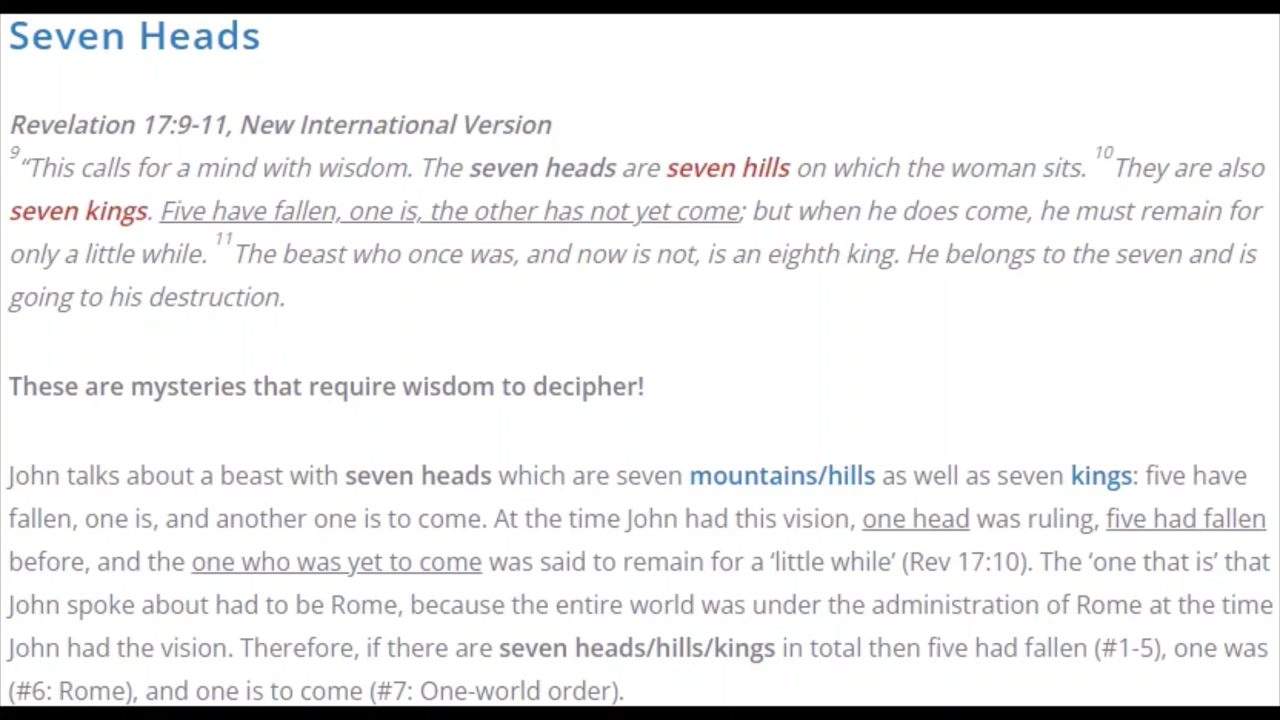 Seven Heads
Revelation 17:9-11, New International Version
9 “This calls for a mind with wisdom. The seven heads are seven hills on which the woman sits. 10 They are also
seven kings. Five have fallen, one is, the other has not yet come; but when he does come, he must remain for
only a little while. 11 The beast who once was, and now is not, is an eighth king. He belongs to the seven and is
going to his destruction.
These are mysteries that require wisdom to decipher!
John talks about a beast with seven heads which are seven mountains/hills as well as seven kings: five have
fallen, one is, and another one is to come. At the time John had this vision, one head was ruling, five had fallen
before, and the one who was yet to come was said to remain for a ‘little while’ (Rev 17:10). The ‘one that is’ that
John spoke about had to be Rome, because the entire world was under the administration of Rome at the time
John had the vision. Therefore, if there are seven heads/hills/kings in total then five had fallen (#1-5), one was
(#6: Rome), and one is to come (#7: One-world order).